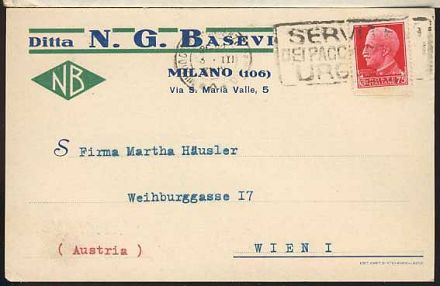 Ditta N. G. BASEVI
NB
MILANO (106)
Via S. Maria Valle, 5
SERVI
DEI PACC
URG
S Firma Martha Häusler
Weihburggasse 17
( Austria )
WIEN I